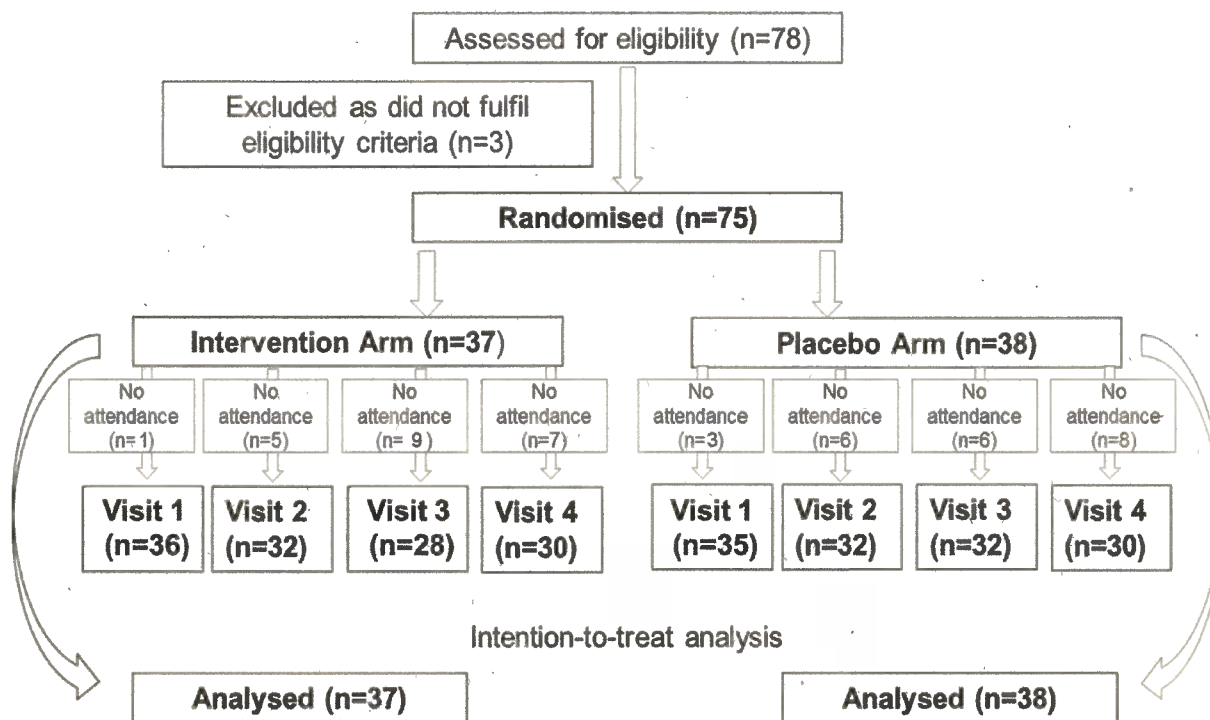 Assessed for eligibility (n=78)
Excluded as did not fulfil
eligibility criteria (n=3)
Randomised (n=75)
Intervention Arm (n=37)
Placebo Arm (n=38)
No
attendance
(n=1)
No
attendance
(n=5)
No
attendance
(n= 9)
No
attendance
(n=7)
No
attendance
(n=3)
No
attendance
(n=6)
No
attendance
(n=6)
No
attendance
(n=8)
Visit 1
(n=36)
Visit 2
(n=32)
Visit 3
(n=28)
Visit 4
(n=30)
Visit 1
(n=35)
Visit 2
(n=32)
Visit 3
(n=32)
Visit 4
(n=30)
Intention-to-treat analysis
Analysed (n=37)
Analysed (n=38)